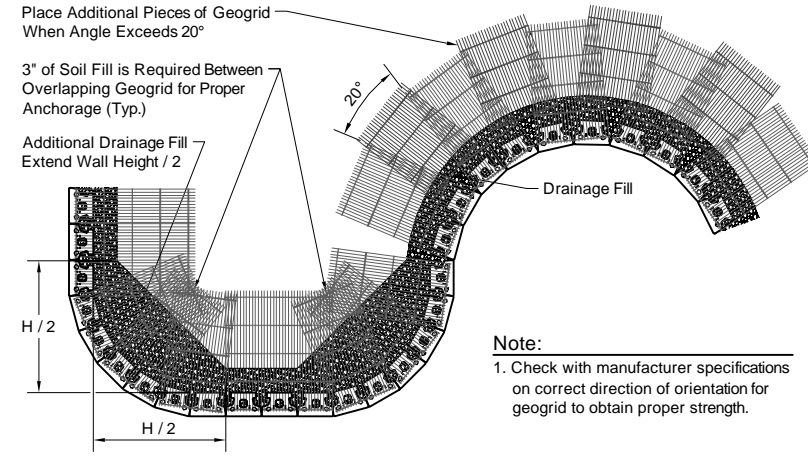 Place Additional Pieces of Geogrid
When Angle Exceeds 20°
3" of Soil Fill is Required Between
Overlapping Geogrid for Proper
Anchorage (Typ.)
Additional Drainage Fill
Extend Wall Height / 2
20°
Drainage Fill
H / 2
H / 2
Note:
1. Check with manufacturer specifications
on correct direction of orientation for
geogrid to obtain proper strength.